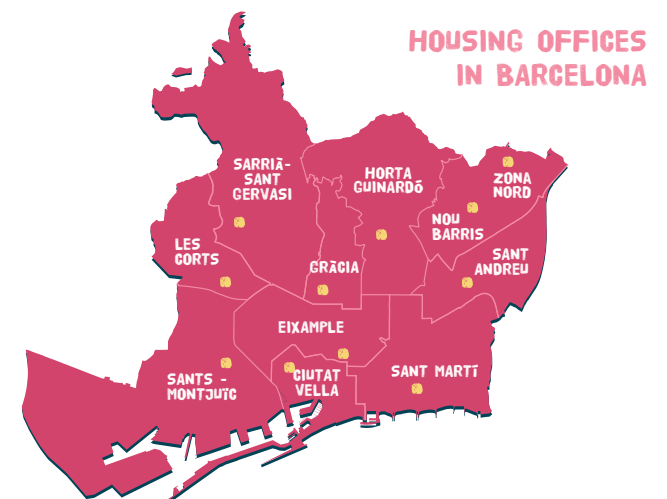 HOUSING OFFICES
IN BARCELONA
SARRIÀ-
SANT
GERVASI
HORTA
GUINARDÓ
ZONA
NORD
NOU
BARRIS
LES
CORTS
SANT
ANDREU
GRÀCIA
EIXAMPLE
SANTS -
MONTJUÏC
CIUTAT
VELLA
SANT MARTÍ